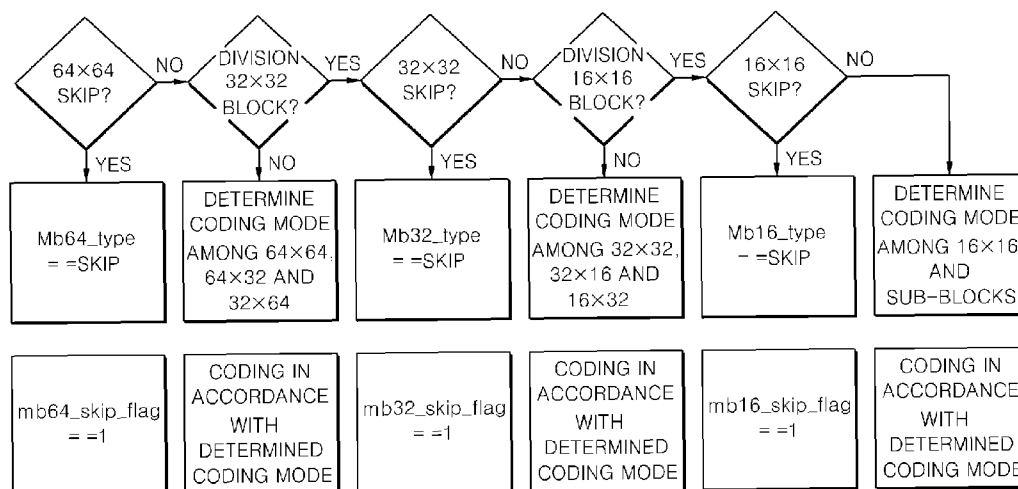 64×64
SKIP?
NO
DIVISION
32×32
BLOCK?
YES
32×32
SKIP?
NO
DIVISION
16×16
BLOCK?
YES
16×16
SKIP?
NO
YES
NO
YES
NO
YES
Mb64_type
==SKIP
DETERMINE
CODING MODE
AMONG 64×64,
64×32 AND
32×64
Mb32_type
==SKIP
DETERMINE
CODING MODE
AMONG 32×32,
32×16 AND
16×32
Mb16_type
==SKIP
DETERMINE
CODING MODE
AMONG 16×16
AND
SUB-BLOCKS
mb64_skip_flag
==1
CODING IN
ACCORDANCE
WITH
DETERMINED
CODING MODE
mb32_skip_flag
==1
CODING IN
ACCORDANCE
WITH
DETERMINED
CODING MODE
mb16_skip_flag
==1
CODING IN
ACCORDANCE
WITH
DETERMINED
CODING MODE